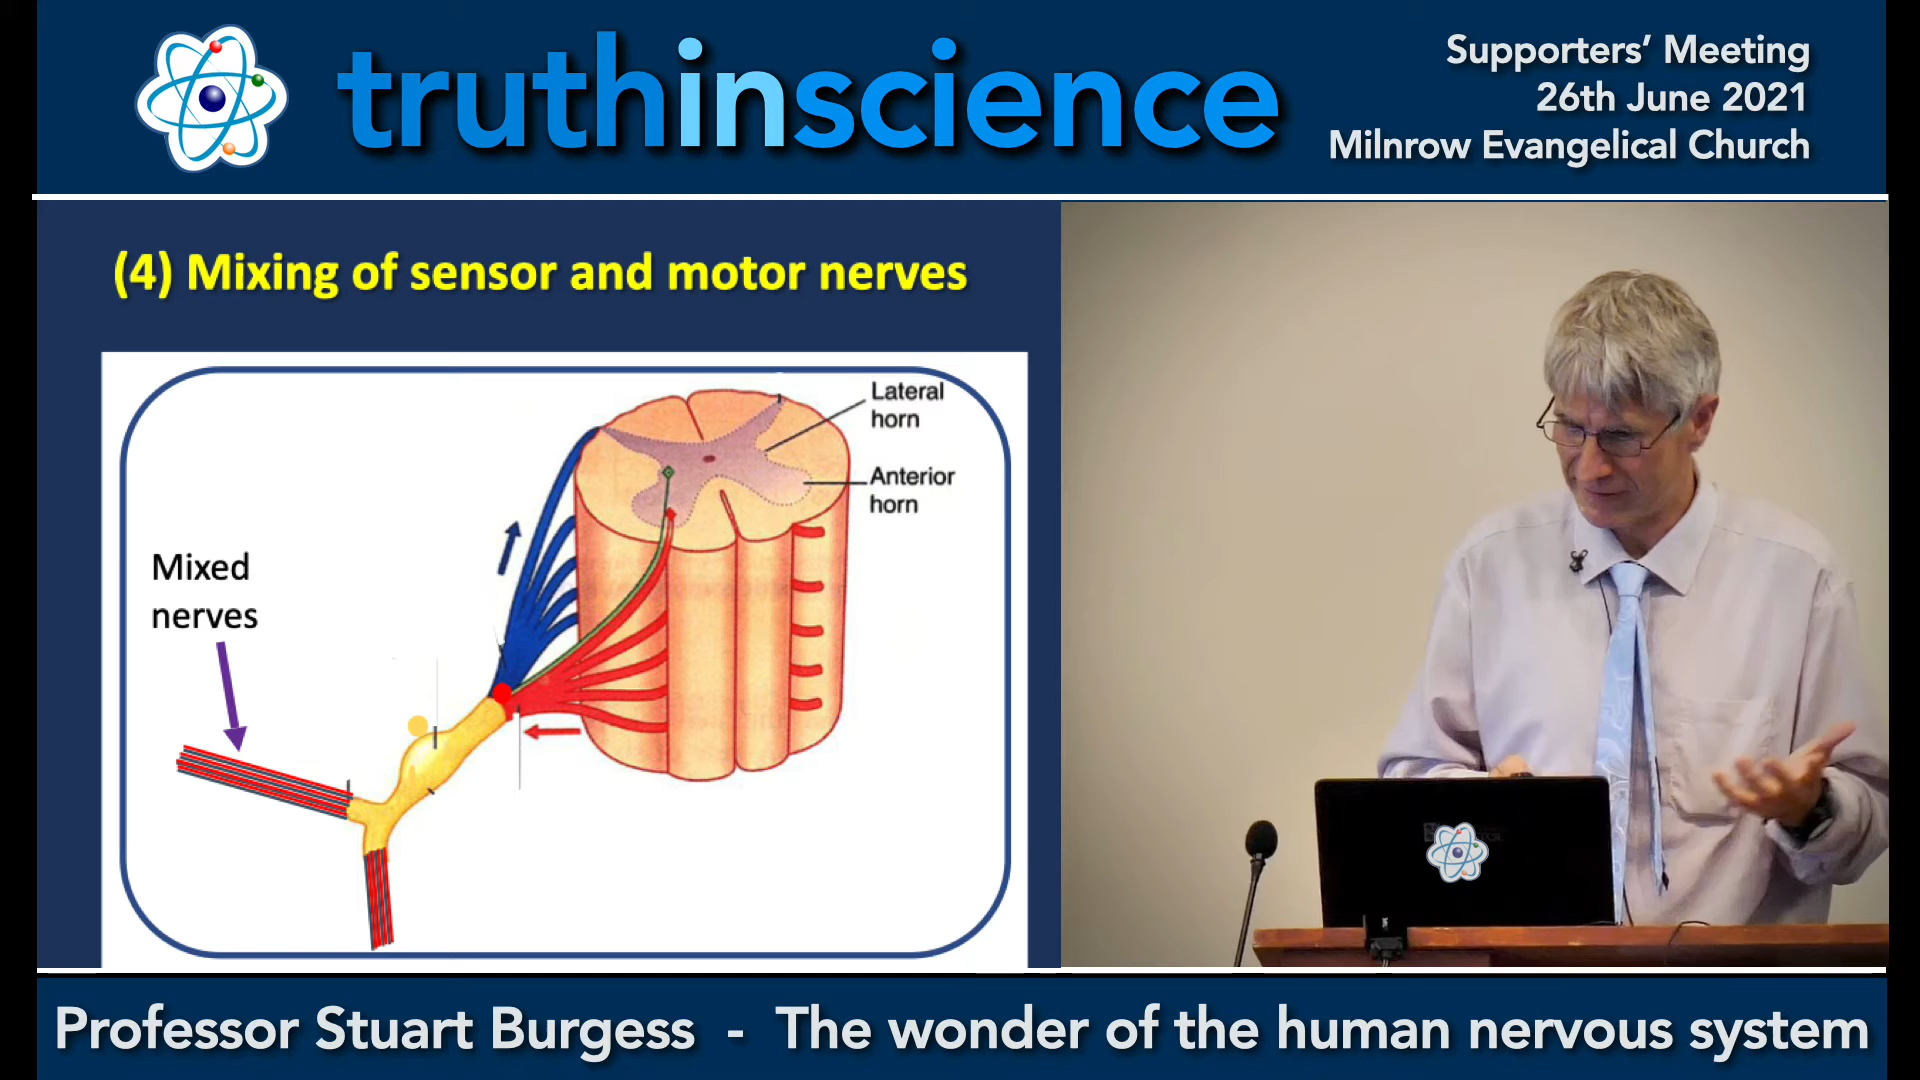 truthinscience
Supporters’ Meeting
26th June 2021
Milnrow Evangelical Church
(4) Mixing of sensor and motor nerves
Lateral
horn
Anterior
horn
Mixed
nerves
Professor Stuart Burgess - The wonder of the human nervous system